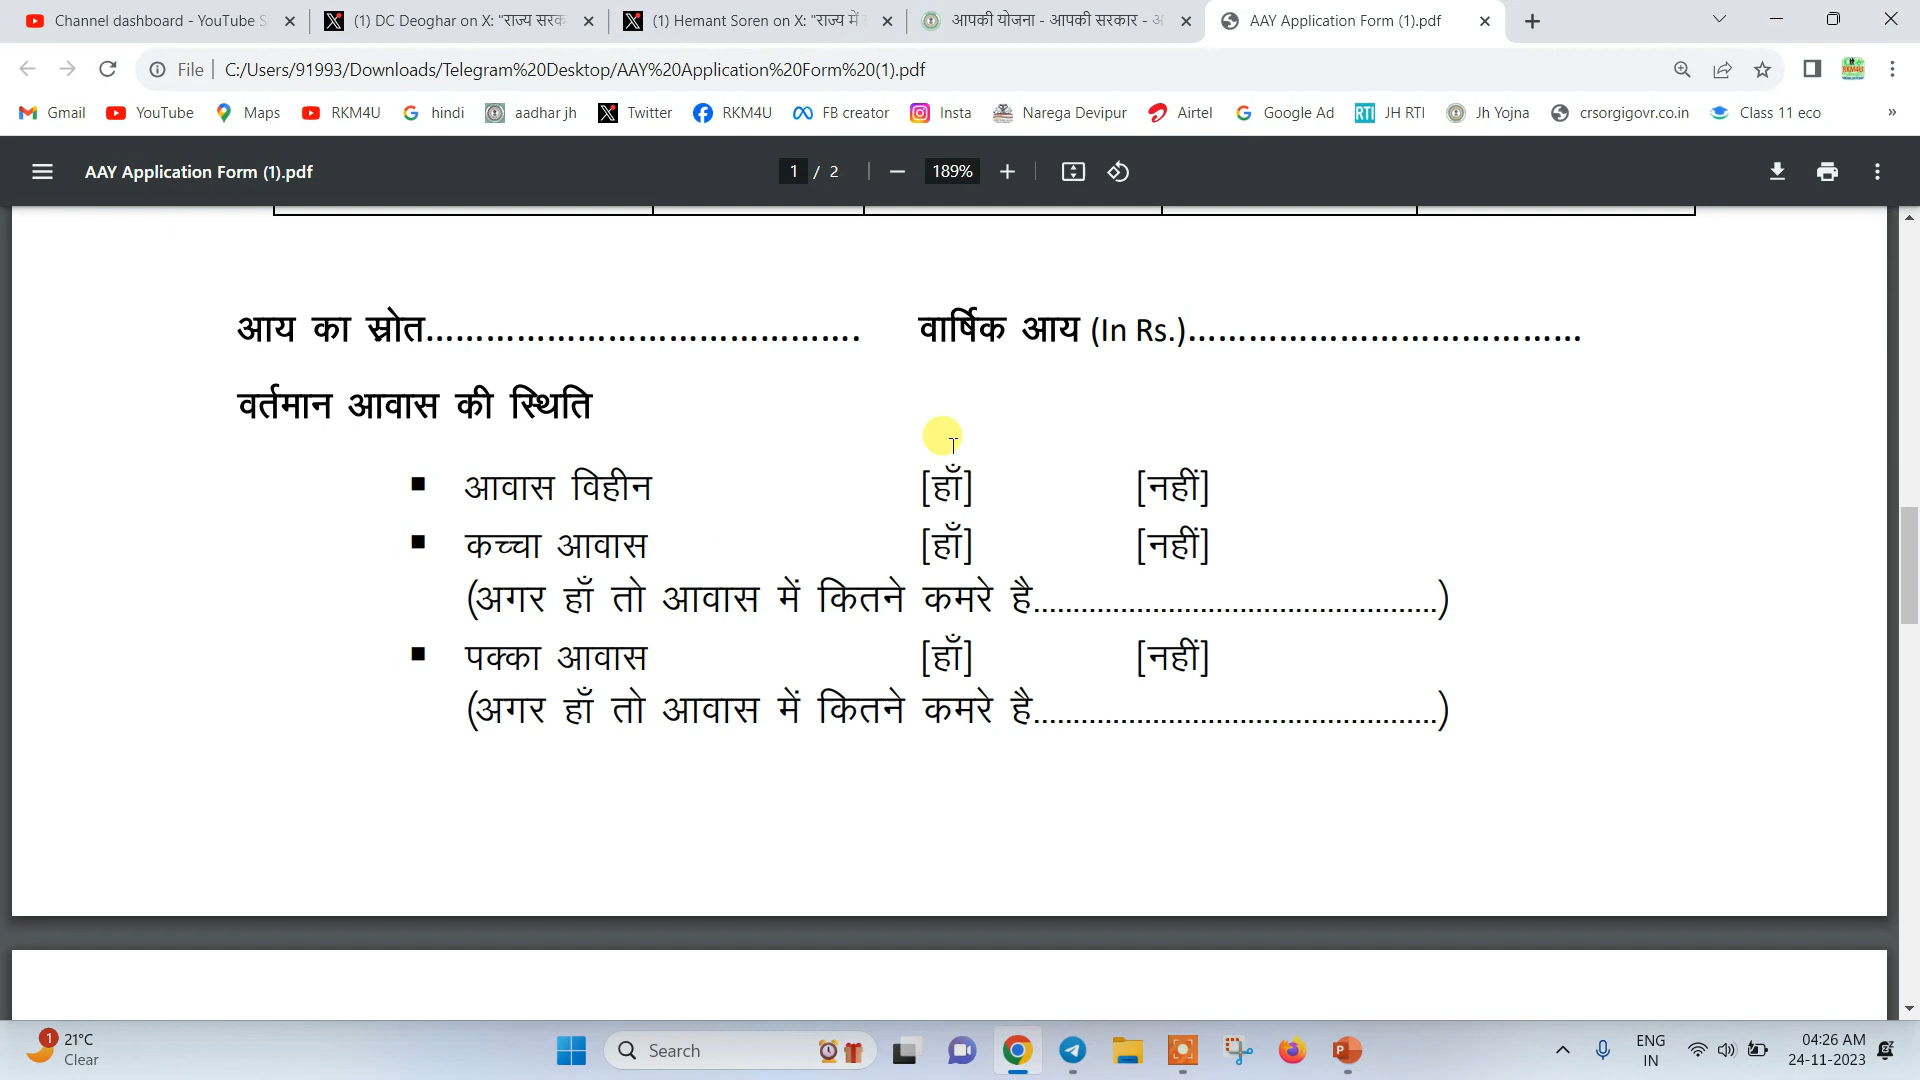 Channel dashboard - YouTube S
(1) DC Deoghar on X: "राज्य सरक
(1) Hemant Soren on X: "राज्य में
आपकी योजना - आपकी सरकार - अ
AAY Application Form (1).pdf
File
C:/Users/91993/Downloads/Telegram%20Desktop/AAY%20Application%20Form%20(1).pdf
Gmail YouTube Maps RKM4U hindi aadhar jh Twitter RKM4U FB creator Insta Narega Devipur Airtel Google Ad RTI JH RTI Jh Yojna crsorgigovr.co.in Class 11 eco »
AAY Application Form (1).pdf 1 / 2 189%
आय का स्रोत........................................... वार्षिक आय (In Rs.).......................................
वर्तमान आवास की स्थिति
■ आवास विहीन [हाँ] [नहीं]
■ कच्चा आवास [हाँ] [नहीं]
(अगर हाँ तो आवास में कितने कमरे है.................................................)
■ पक्का आवास [हाँ] [नहीं]
(अगर हाँ तो आवास में कितने कमरे है.................................................)
1 21°C
Clear
Search
ENG
IN
04:26 AM
24-11-2023